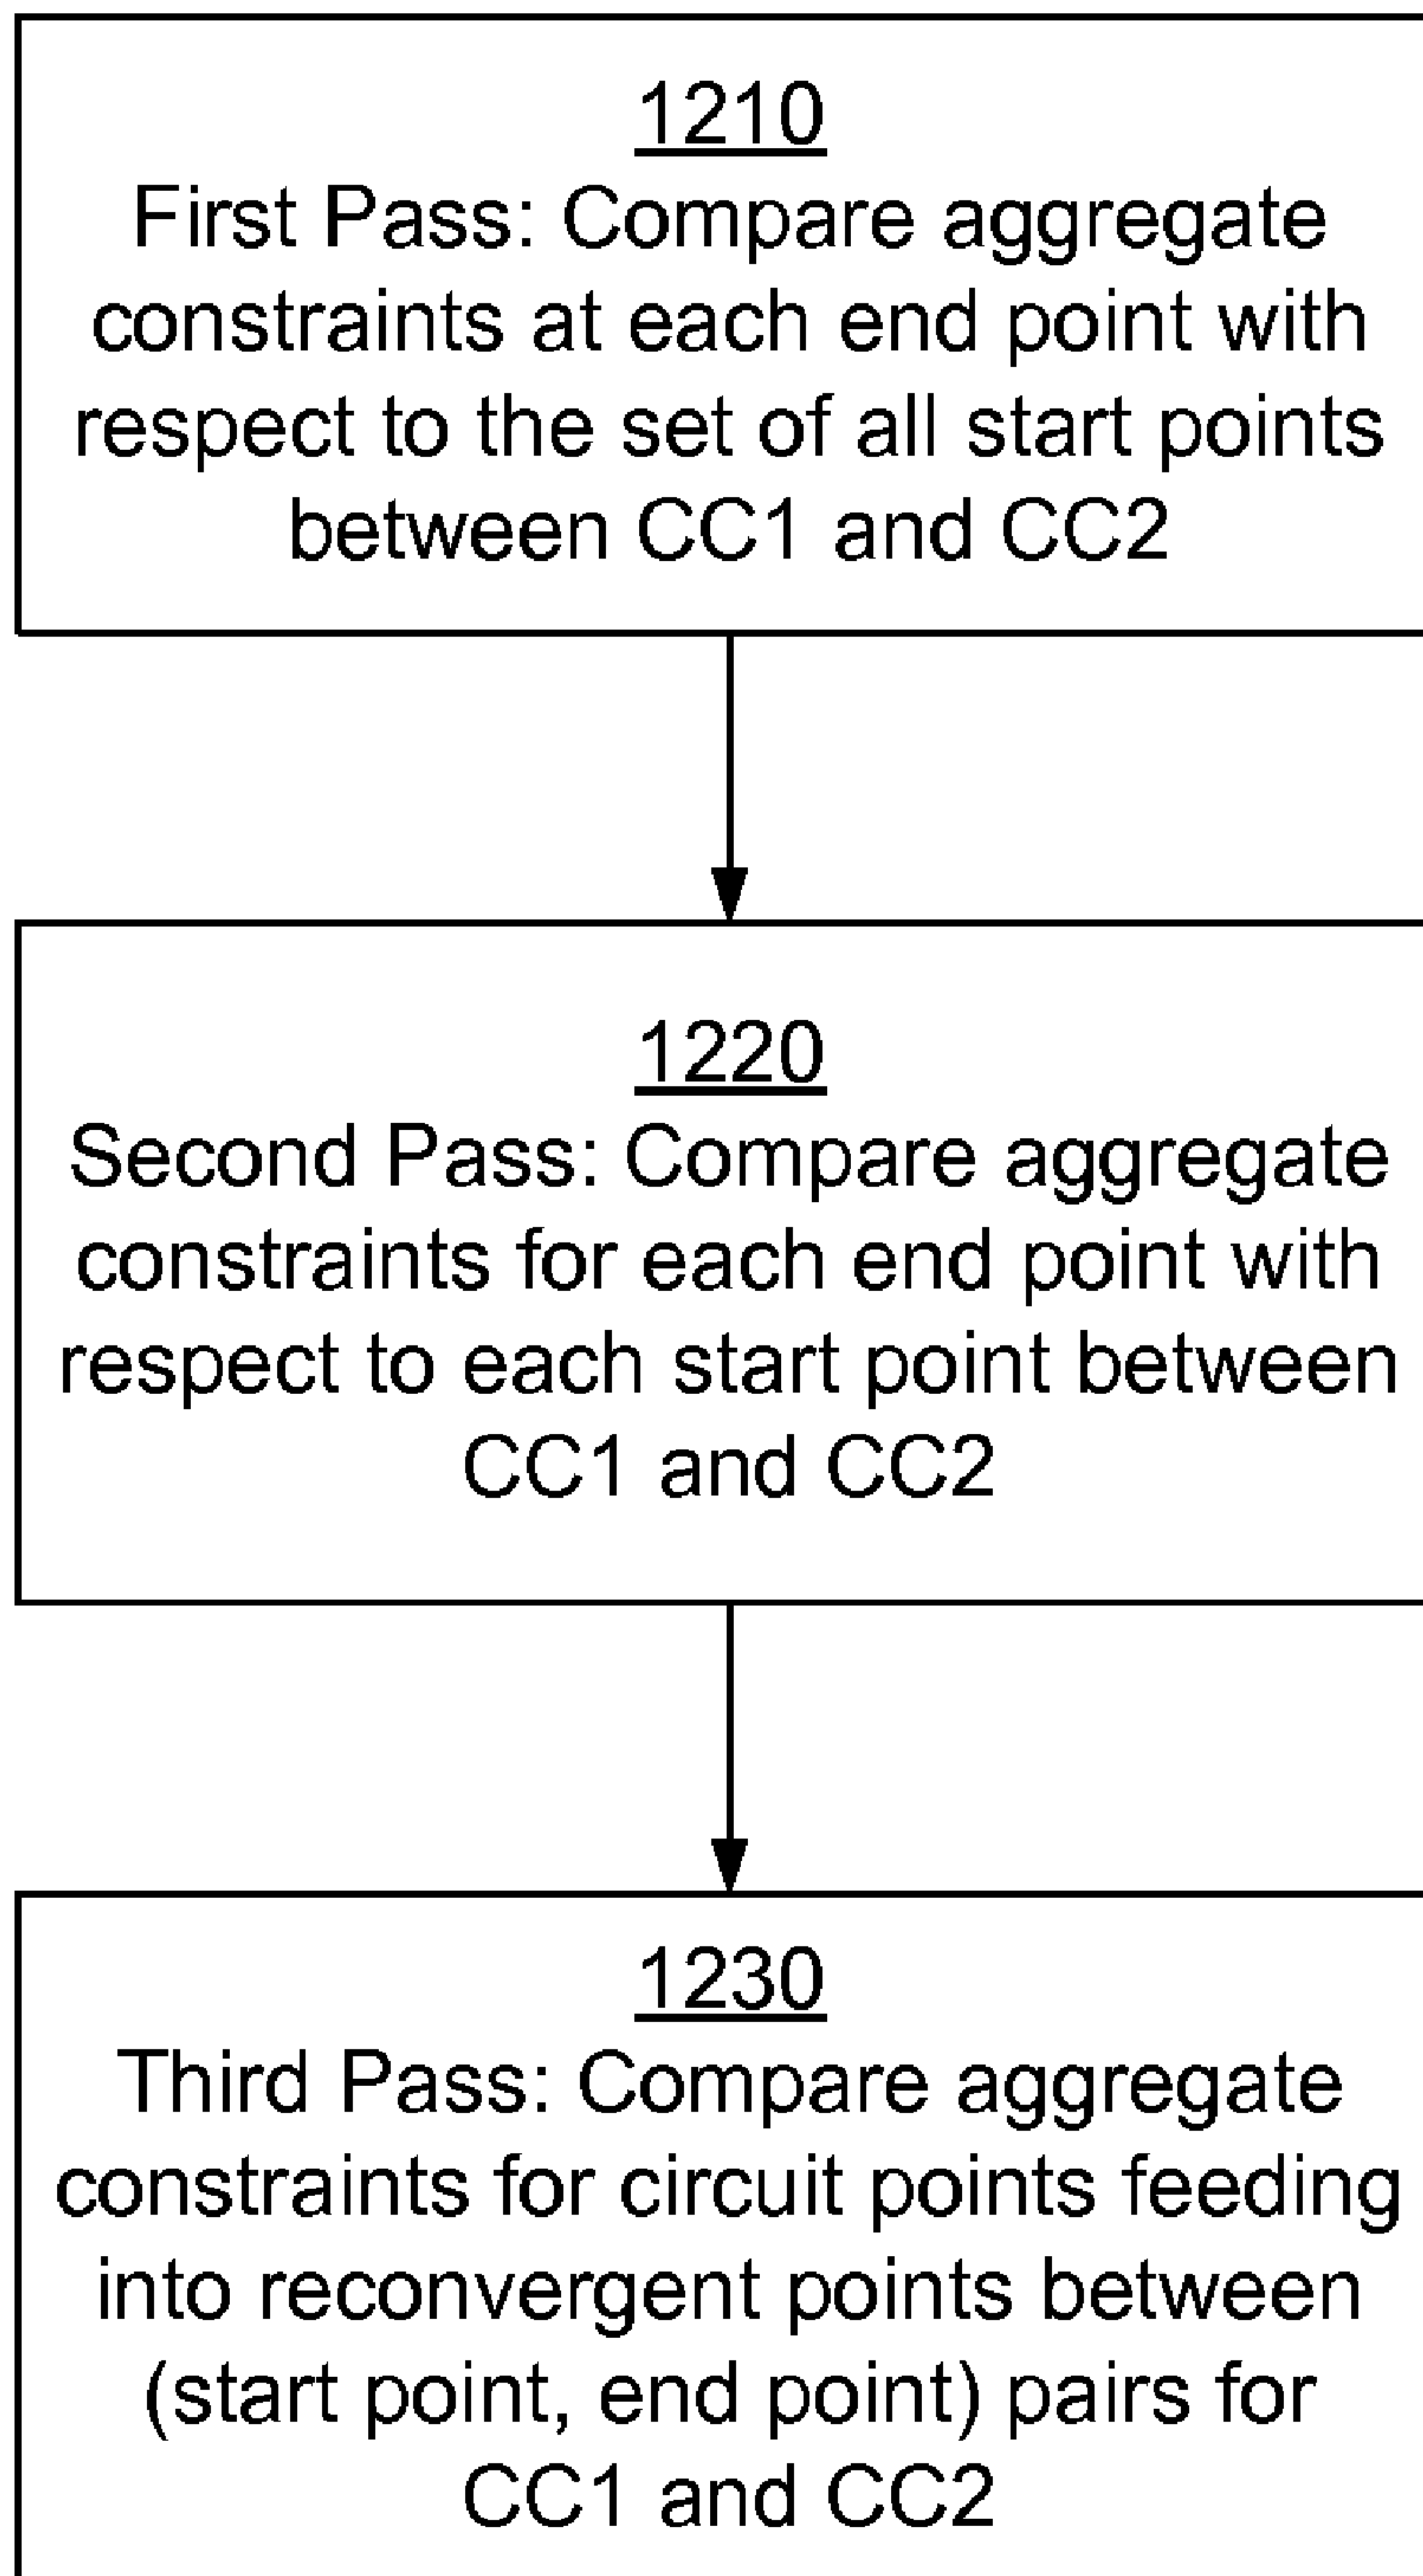 1210
First Pass: Compare aggregate
constraints at each end point with
respect to the set of all start points
between CC1 and CC2
1220
Second Pass: Compare aggregate
constraints for each end point with
respect to each start point between
CC1 and CC2
1230
Third Pass: Compare aggregate
constraints for circuit points feeding
into reconvergent points between
(start point, end point) pairs for
CC1 and CC2